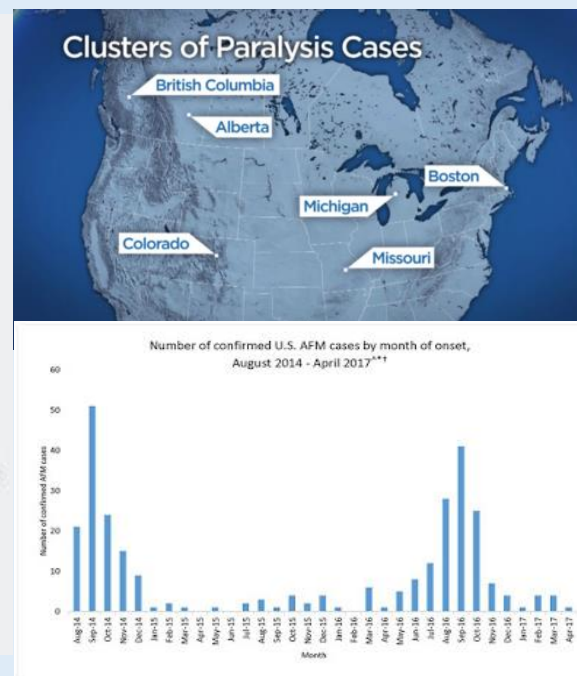 Clusters of Paralysis Cases
British Columbia
Alberta
Boston
Michigan
Colorado
Missouri
Number of confirmed U.S. AFM cases by month of onset,
August 2014 - April 2017^*†
Number of confirmed AFM cases
60
50
40
30
20
10
0
Aug-14
Sep-14
Oct-14
Nov-14
Dec-14
Jan-15
Feb-15
Mar-15
Apr-15
May-15
Jun-15
Jul-15
Aug-15
Sep-15
Oct-15
Nov-15
Dec-15
Jan-16
Feb-16
Mar-16
Apr-16
May-16
Jun-16
Jul-16
Aug-16
Sep-16
Oct-16
Nov-16
Dec-16
Jan-17
Feb-17
Mar-17
Apr-17
Month